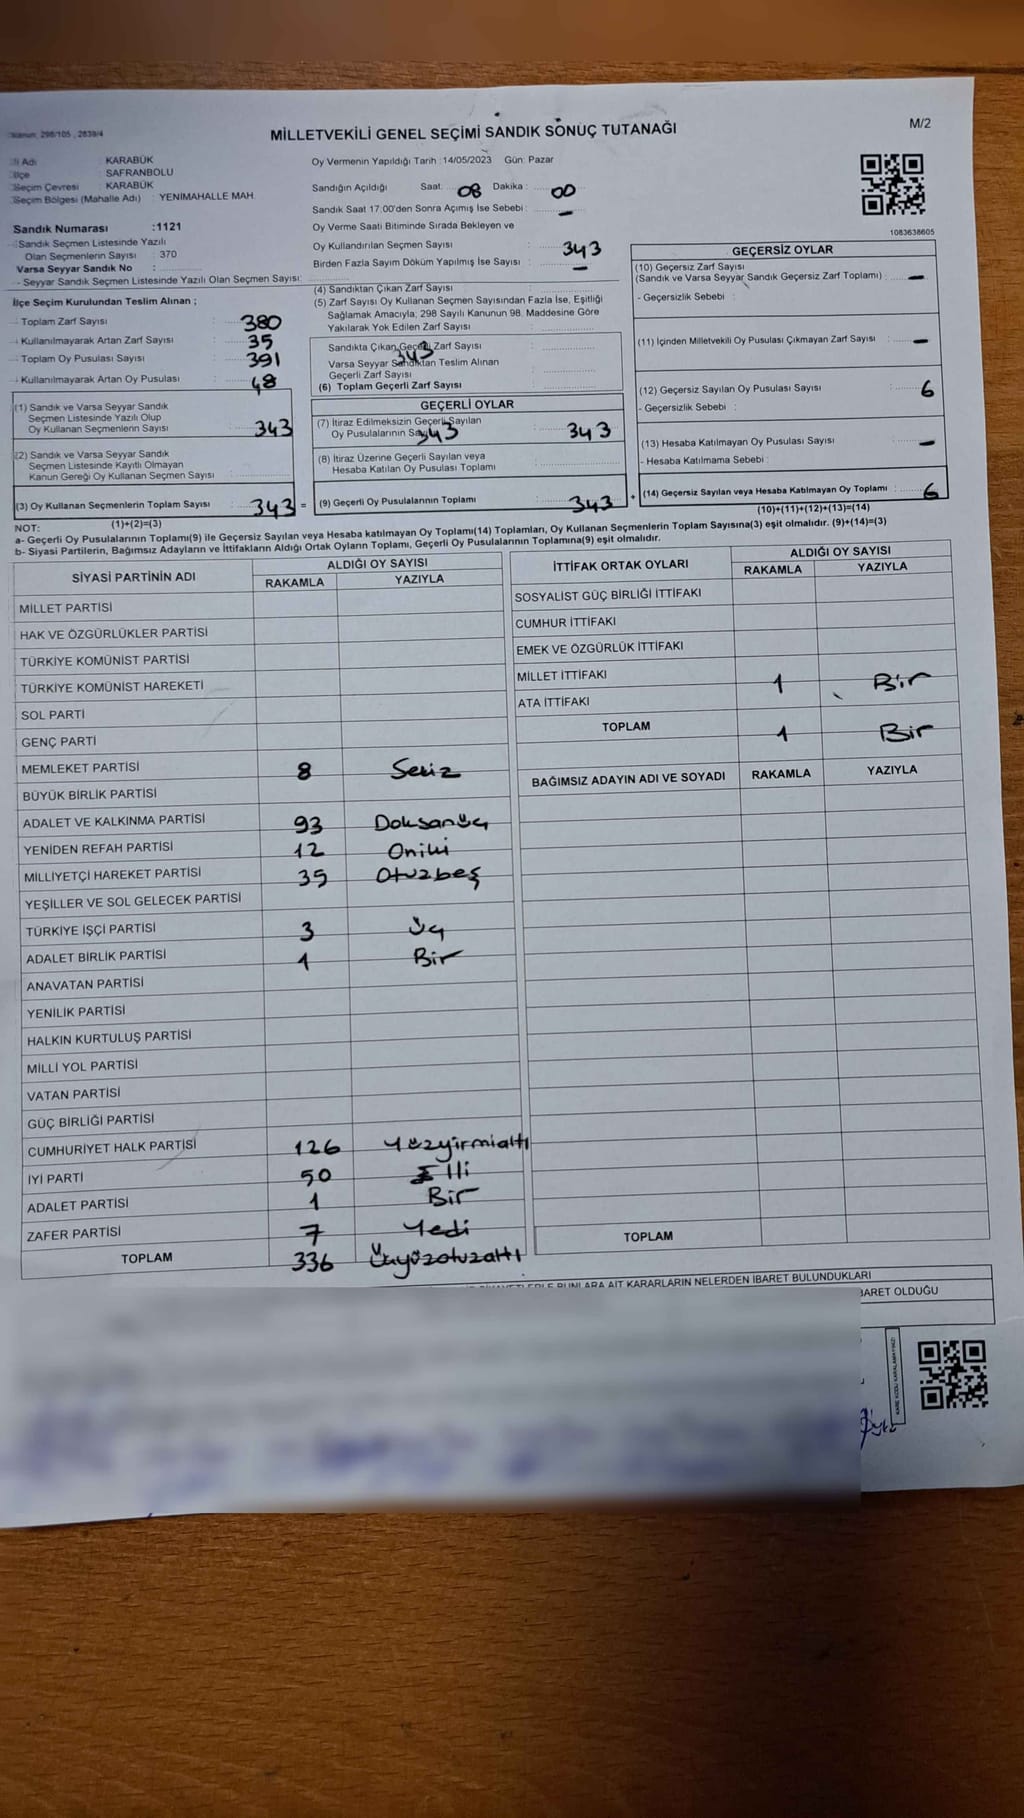 Kanun: 298/105 , 2839/4
MİLLETVEKİLİ GENEL SEÇİMİ SANDIK SONUÇ TUTANAĞI
M/2
İl Adı : KARABÜK
İlçe : SAFRANBOLU
Seçim Çevresi : KARABÜK
Seçim Bölgesi (Mahalle Adı) : YENİMAHALLE MAH.
Sandık Numarası :1121
Sandık Seçmen Listesinde Yazılı
Olan Seçmenlerin Sayısı : 370
Varsa Seyyar Sandık No :
Seyyar Sandık Seçmen Listesinde Yazılı Olan Seçmen Sayısı:
Oy Vermenin Yapıldığı Tarih :14/05/2023 Gün: Pazar
Sandığın Açıldığı Saat: 08 Dakika : 00
Sandık Saat 17:00'den Sonra Açımış İse Sebebi : –
Oy Verme Saati Bitiminde Sırada Bekleyen ve
Oy Kullandırılan Seçmen Sayısı : 343
Birden Fazla Sayım Döküm Yapılmış İse Sayısı : –
1083638605
İlçe Seçim Kurulundan Teslim Alınan ;
Toplam Zarf Sayısı : 380
Kullanılmayarak Artan Zarf Sayısı : 35
Toplam Oy Pusulası Sayısı : 391
Kullanılmayarak Artan Oy Pusulası : 48
(1) Sandık ve Varsa Seyyar Sandık
Seçmen Listesinde Yazılı Olup
Oy Kullanan Seçmenlerin Sayısı : 343
(2) Sandık ve Varsa Seyyar Sandık
Seçmen Listesinde Kayıtlı Olmayan
Kanun Gereği Oy Kullanan Seçmen Sayısı :
(3) Oy Kullanan Seçmenlerin Toplam Sayısı : 343 =
(1)+(2)=(3)
(4) Sandıktan Çıkan Zarf Sayısı :
(5) Zarf Sayısı Oy Kullanan Seçmen Sayısından Fazla İse, Eşitliği
Sağlamak Amacıyla; 298 Sayılı Kanunun 98. Maddesine Göre
Yakılarak Yok Edilen Zarf Sayısı :
Sandıkta Çıkan Geçerli Zarf Sayısı : 343
Varsa Seyyar Sandıktan Teslim Alınan
Geçerli Zarf Sayısı :
(6) Toplam Geçerli Zarf Sayısı :
GEÇERLİ OYLAR
(7) İtiraz Edilmeksizin Geçerli Sayılan
Oy Pusulalarının Sayısı 343 : 343
(8) İtiraz Üzerine Geçerli Sayılan veya
Hesaba Katılan Oy Pusulası Toplamı :
(9) Geçerli Oy Pusulalarının Toplamı : 343 +
GEÇERSİZ OYLAR
(10) Geçersiz Zarf Sayısı
(Sandık ve Varsa Seyyar Sandık Geçersiz Zarf Toplamı) : –
- Geçersizlik Sebebi :
(11) İçinden Milletvekili Oy Pusulası Çıkmayan Zarf Sayısı : –
(12) Geçersiz Sayılan Oy Pusulası Sayısı : 6
- Geçersizlik Sebebi :
(13) Hesaba Katılmayan Oy Pusulası Sayısı : –
- Hesaba Katılmama Sebebi :
(14) Geçersiz Sayılan veya Hesaba Katılmayan Oy Toplamı : 6
(10)+(11)+(12)+(13)=(14)
NOT:
a- Geçerli Oy Pusulalarının Toplamı(9) ile Geçersiz Sayılan veya Hesaba katılmayan Oy Toplamı(14) Toplamları, Oy Kullanan Seçmenlerin Toplam Sayısına(3) eşit olmalıdır. (9)+(14)=(3)
b- Siyasi Partilerin, Bağımsız Adayların ve İttifakların Aldığı Ortak Oyların Toplamı, Geçerli Oy Pusulalarının Toplamına(9) eşit olmalıdır.
SİYASİ PARTİNİN ADI ALDIĞI OY SAYISI
RAKAMLA YAZIYLA
MİLLET PARTİSİ
HAK VE ÖZGÜRLÜKLER PARTİSİ
TÜRKİYE KOMÜNİST PARTİSİ
TÜRKİYE KOMÜNİST HAREKETİ
SOL PARTİ
GENÇ PARTİ
MEMLEKET PARTİSİ 8 Sekiz
BÜYÜK BİRLİK PARTİSİ
ADALET VE KALKINMA PARTİSİ 93 Doksanüç
YENİDEN REFAH PARTİSİ 12 Oniki
MİLLİYETÇİ HAREKET PARTİSİ 35 Otuzbeş
YEŞİLLER VE SOL GELECEK PARTİSİ
TÜRKİYE İŞÇİ PARTİSİ 3 Üç
ADALET BİRLİK PARTİSİ 1 Bir
ANAVATAN PARTİSİ
YENİLİK PARTİSİ
HALKIN KURTULUŞ PARTİSİ
MİLLİ YOL PARTİSİ
VATAN PARTİSİ
GÜÇ BİRLİĞİ PARTİSİ
CUMHURİYET HALK PARTİSİ 126 Yüzyirmialtı
İYİ PARTİ 50 Elli
ADALET PARTİSİ 1 Bir
ZAFER PARTİSİ 7 Yedi
TOPLAM 336 Üçyüzotuzaltı
İTTİFAK ORTAK OYLARI ALDIĞI OY SAYISI
RAKAMLA YAZIYLA
SOSYALİST GÜÇ BİRLİĞİ İTTİFAKI
CUMHUR İTTİFAKI
EMEK VE ÖZGÜRLÜK İTTİFAKI
MİLLET İTTİFAKI 1 Bir
ATA İTTİFAKI
TOPLAM 1 Bir
BAĞIMSIZ ADAYIN ADI VE SOYADI RAKAMLA YAZIYLA
TOPLAM
BUNLARA AİT KARARLARIN NELERDEN İBARET BULUNDUKLARI
BARET OLDUĞU
KARE KODU KARALAMAYINIZ!